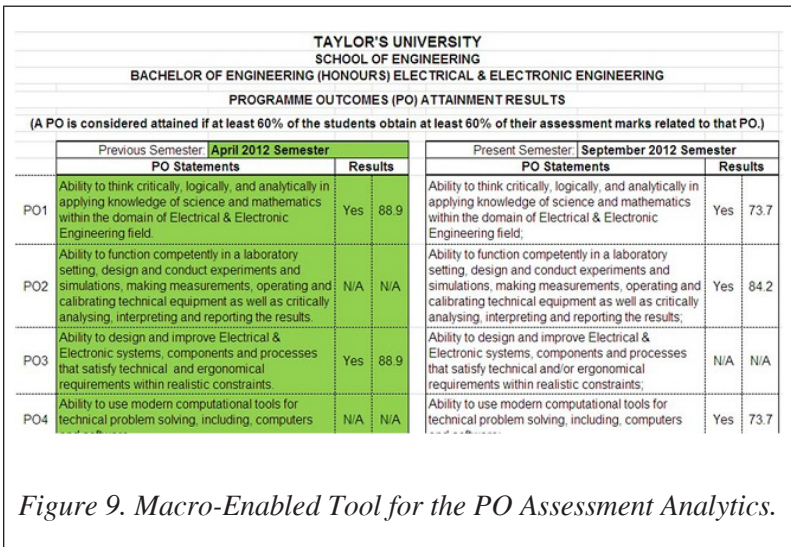 TAYLOR'S UNIVERSITY
SCHOOL OF ENGINEERING
BACHELOR OF ENGINEERING (HONOURS) ELECTRICAL & ELECTRONIC ENGINEERING
PROGRAMME OUTCOMES (PO) ATTAINMENT RESULTS
(A PO is considered attained if at least 60% of the students obtain at least 60% of their assessment marks related to that PO.)
Previous Semester: April 2012 Semester
PO Statements Results
PO1
Ability to think critically, logically, and analytically in
applying knowledge of science and mathematics
within the domain of Electrical & Electronic
Engineering field.
Yes 88.9
PO2
Ability to function competently in a laboratory
setting, design and conduct experiments and
simulations, making measurements, operating and
calibrating technical equipment as well as critically
analysing, interpreting and reporting the results.
N/A N/A
PO3
Ability to design and improve Electrical &
Electronic systems, components and processes
that satisfy technical and ergonomical
requirements within realistic constraints.
Yes 88.9
PO4
Ability to use modern computational tools for
technical problem solving, including, computers
N/A N/A
Present Semester: September 2012 Semester
PO Statements Results
Ability to think critically, logically, and analytically in
applying knowledge of science and mathematics
within the domain of Electrical & Electronic
Engineering field;
Yes 73.7
Ability to function competently in a laboratory
setting, design and conduct experiments and
simulations, making measurements, operating and
calibrating technical equipment as well as critically
analysing, interpreting and reporting the results;
Yes 84.2
Ability to design and improve Electrical &
Electronic systems, components and processes
that satisfy technical and/or ergonomical
requirements within realistic constraints;
N/A N/A
Ability to use modern computational tools for
technical problem solving, including, computers
Yes 73.7
Figure 9. Macro-Enabled Tool for the PO Assessment Analytics.